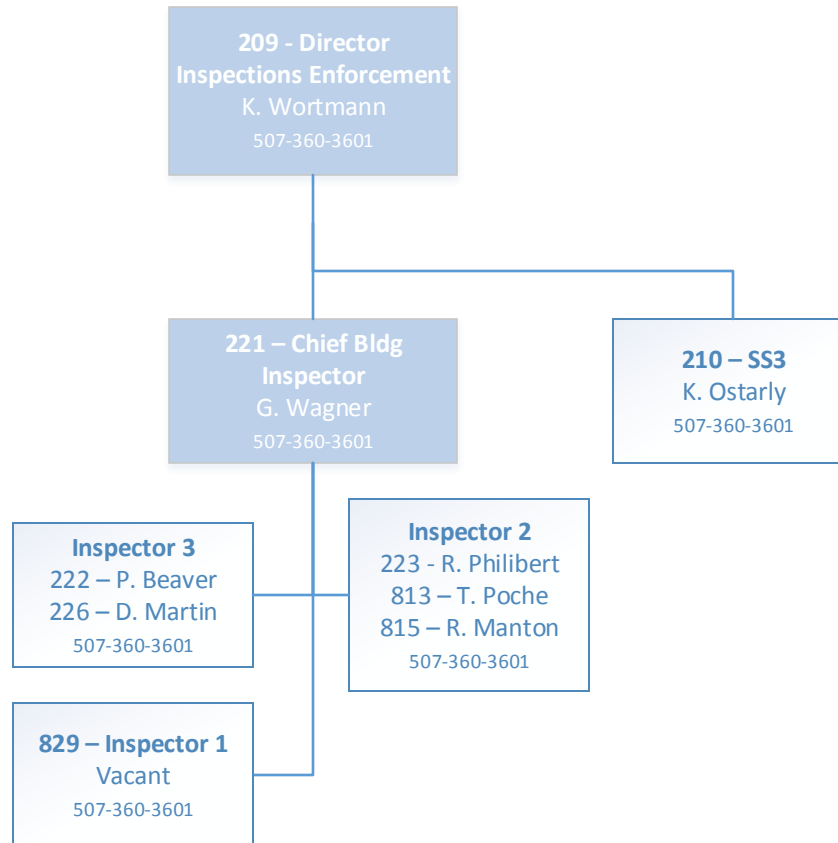 209 - Director
Inspections Enforcement
K. Wortmann
507-360-3601
221 – Chief Bldg
Inspector
G. Wagner
507-360-3601
210 – SS3
K. Ostarly
507-360-3601
Inspector 3
222 – P. Beaver
226 – D. Martin
507-360-3601
Inspector 2
223 - R. Philibert
813 – T. Poche
815 – R. Manton
507-360-3601
829 – Inspector 1
Vacant
507-360-3601